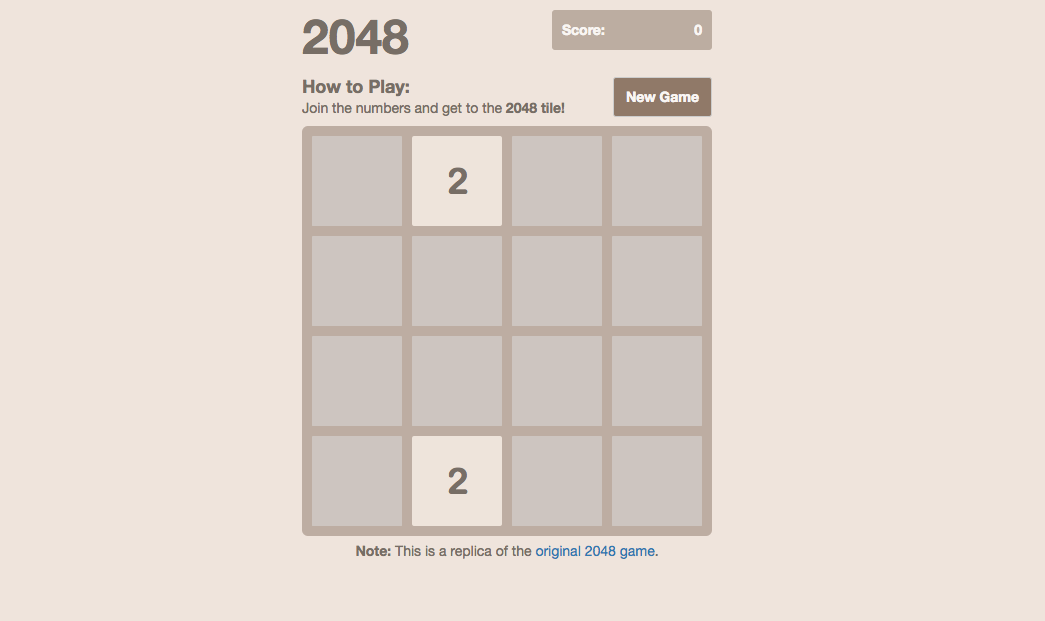 2048
Score: 0
How to Play:
Join the numbers and get to the 2048 tile!
New Game
2
2
Note: This is a replica of the original 2048 game.